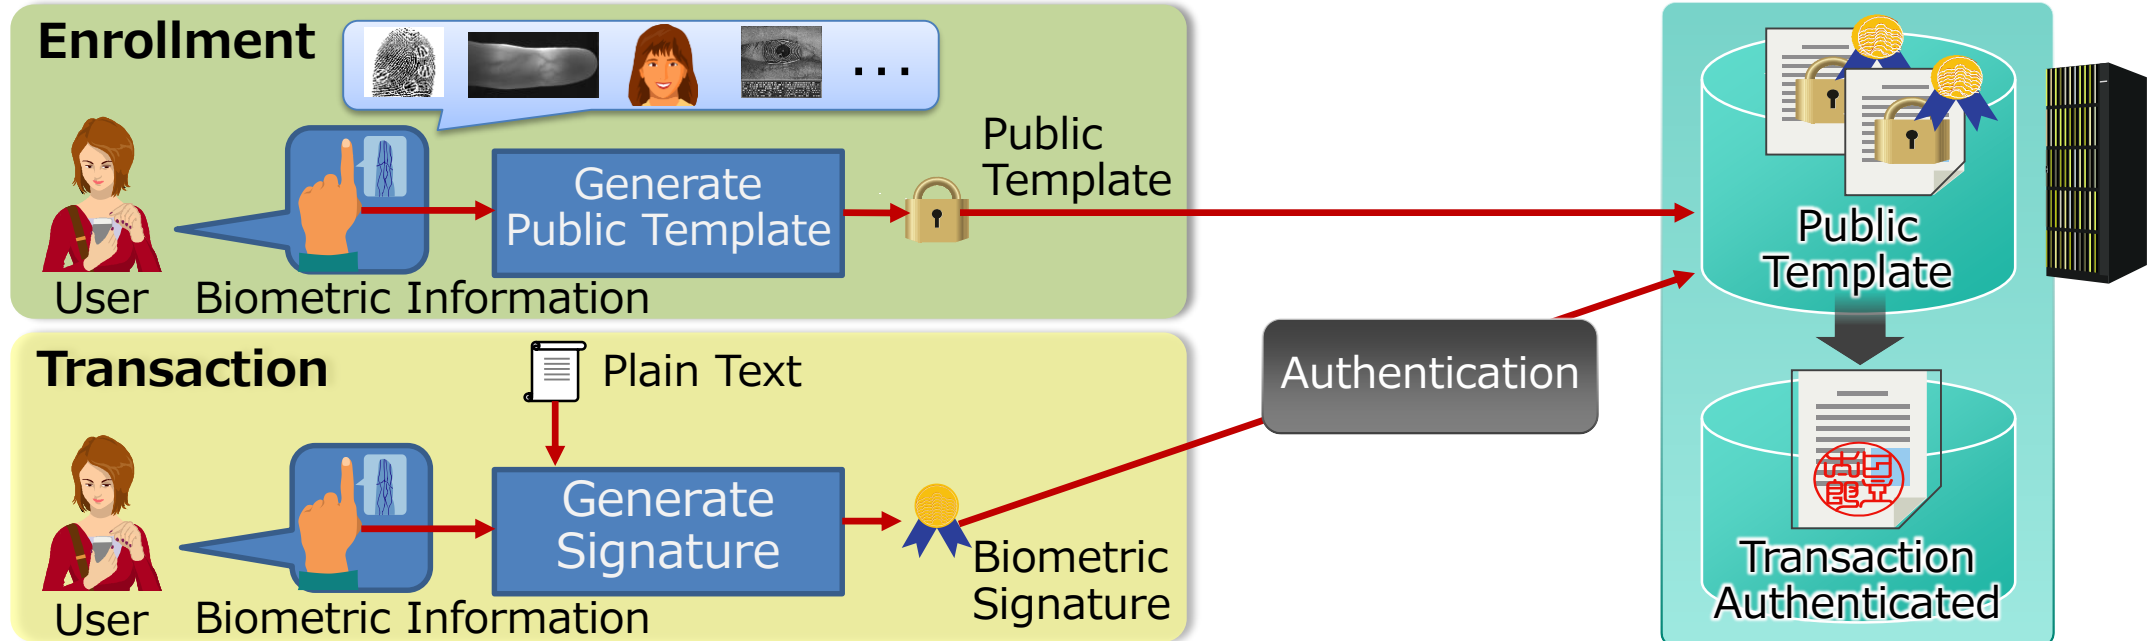 Enrollment
...
Public
Template
Generate
Public Template
User
Biometric Information
Transaction
Plain Text
Generate
Signature
User
Biometric Information
Biometric
Signature
Authentication
Public
Template
Transaction
Authenticated